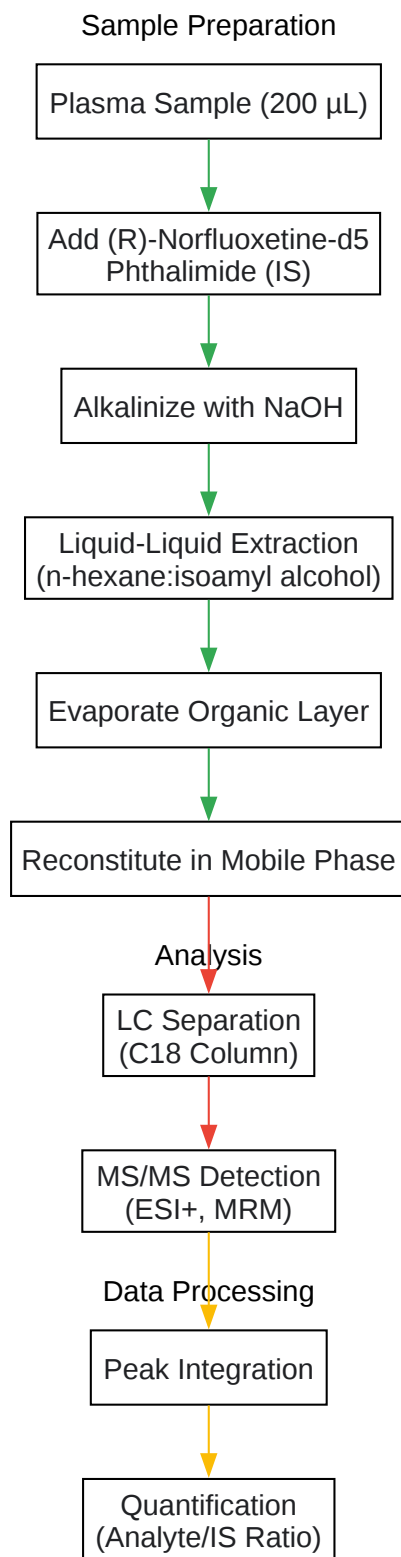 Sample Preparation
Plasma Sample (200 µL)
Add (R)-Norfluoxetine-d5
Phthalimide (IS)
Alkalinize with NaOH
Liquid-Liquid Extraction
(n-hexane:isoamyl alcohol)
Evaporate Organic Layer
Reconstitute in Mobile Phase
Analysis
LC Separation
(C18 Column)
MS/MS Detection
(ESI+, MRM)
Data Processing
Peak Integration
Quantification
(Analyte/IS Ratio)